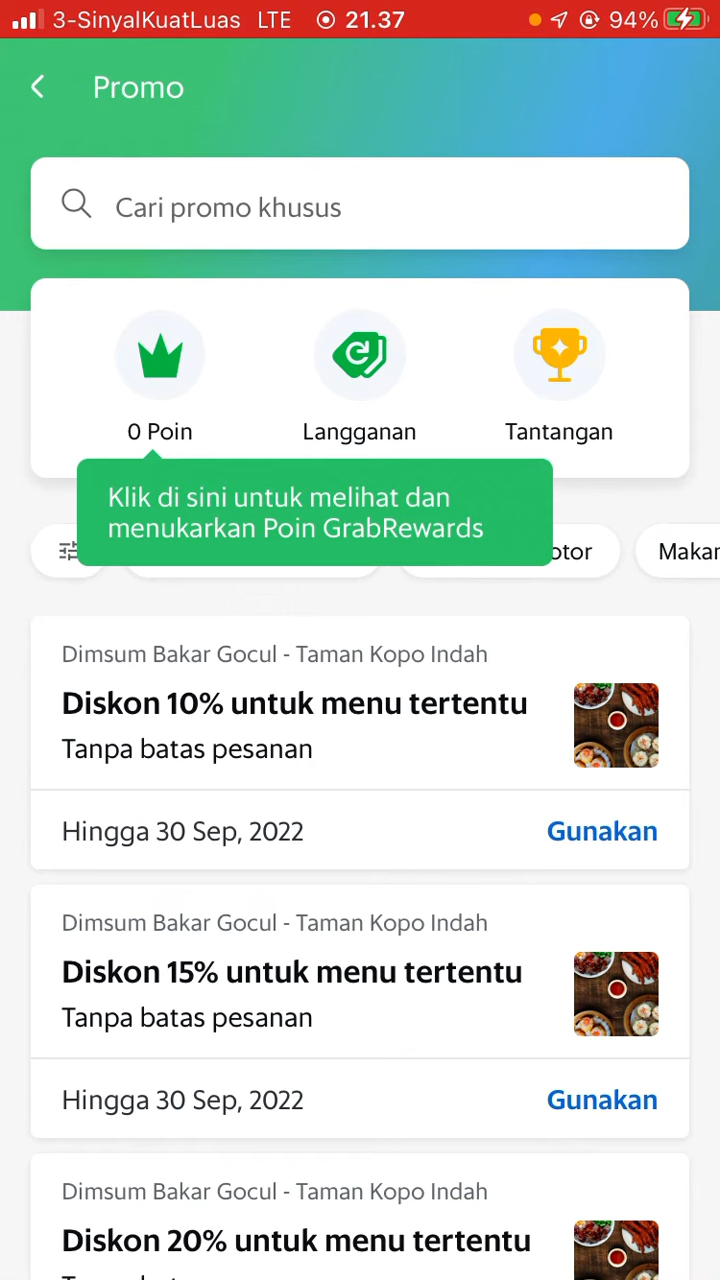 3-SinyalKuatLuas LTE 21.37 94%
Promo
Cari promo khusus
0 Poin Langganan Tantangan
Klik di sini untuk melihat dan
menukarkan Poin GrabRewards
Dimsum Bakar Gocul - Taman Kopo Indah
Diskon 10% untuk menu tertentu
Tanpa batas pesanan
Hingga 30 Sep, 2022 Gunakan
Dimsum Bakar Gocul - Taman Kopo Indah
Diskon 15% untuk menu tertentu
Tanpa batas pesanan
Hingga 30 Sep, 2022 Gunakan
Dimsum Bakar Gocul - Taman Kopo Indah
Diskon 20% untuk menu tertentu